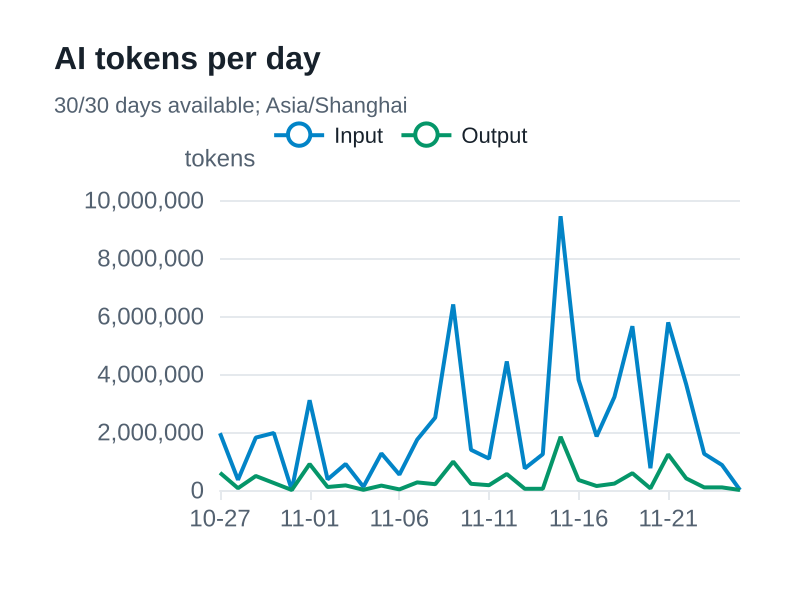 AI tokens per day
30/30 days available; Asia/Shanghai
Input Output
tokens
10,000,000
8,000,000
6,000,000
4,000,000
2,000,000
0
10-27 11-01 11-06 11-11 11-16 11-21